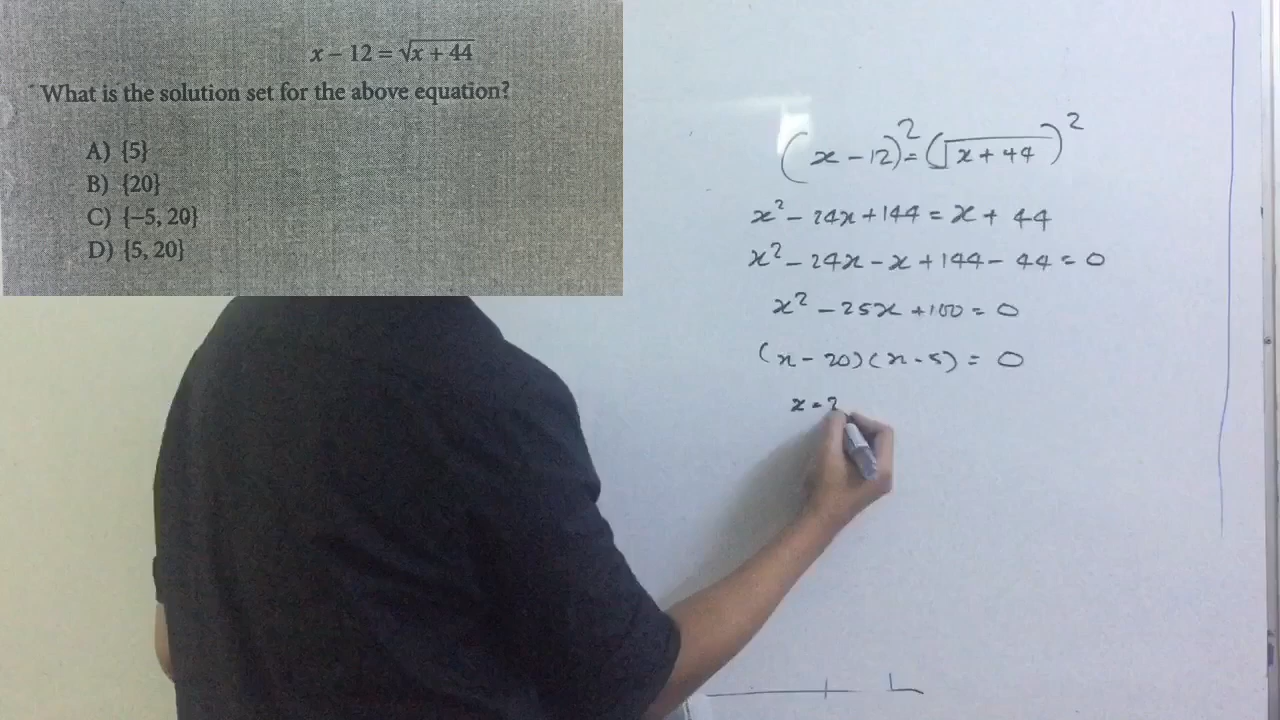 x − 12 = √x + 44
What is the solution set for the above equation?
A) {5}
B) {20}
C) {−5, 20}
D) {5, 20}
(x − 12)² = (√x + 44)²
x² − 24x + 144 = x + 44
x² − 24x − x + 144 − 44 = 0
x² − 25x + 100 = 0
(x − 20)(x − 5) = 0
x = 2